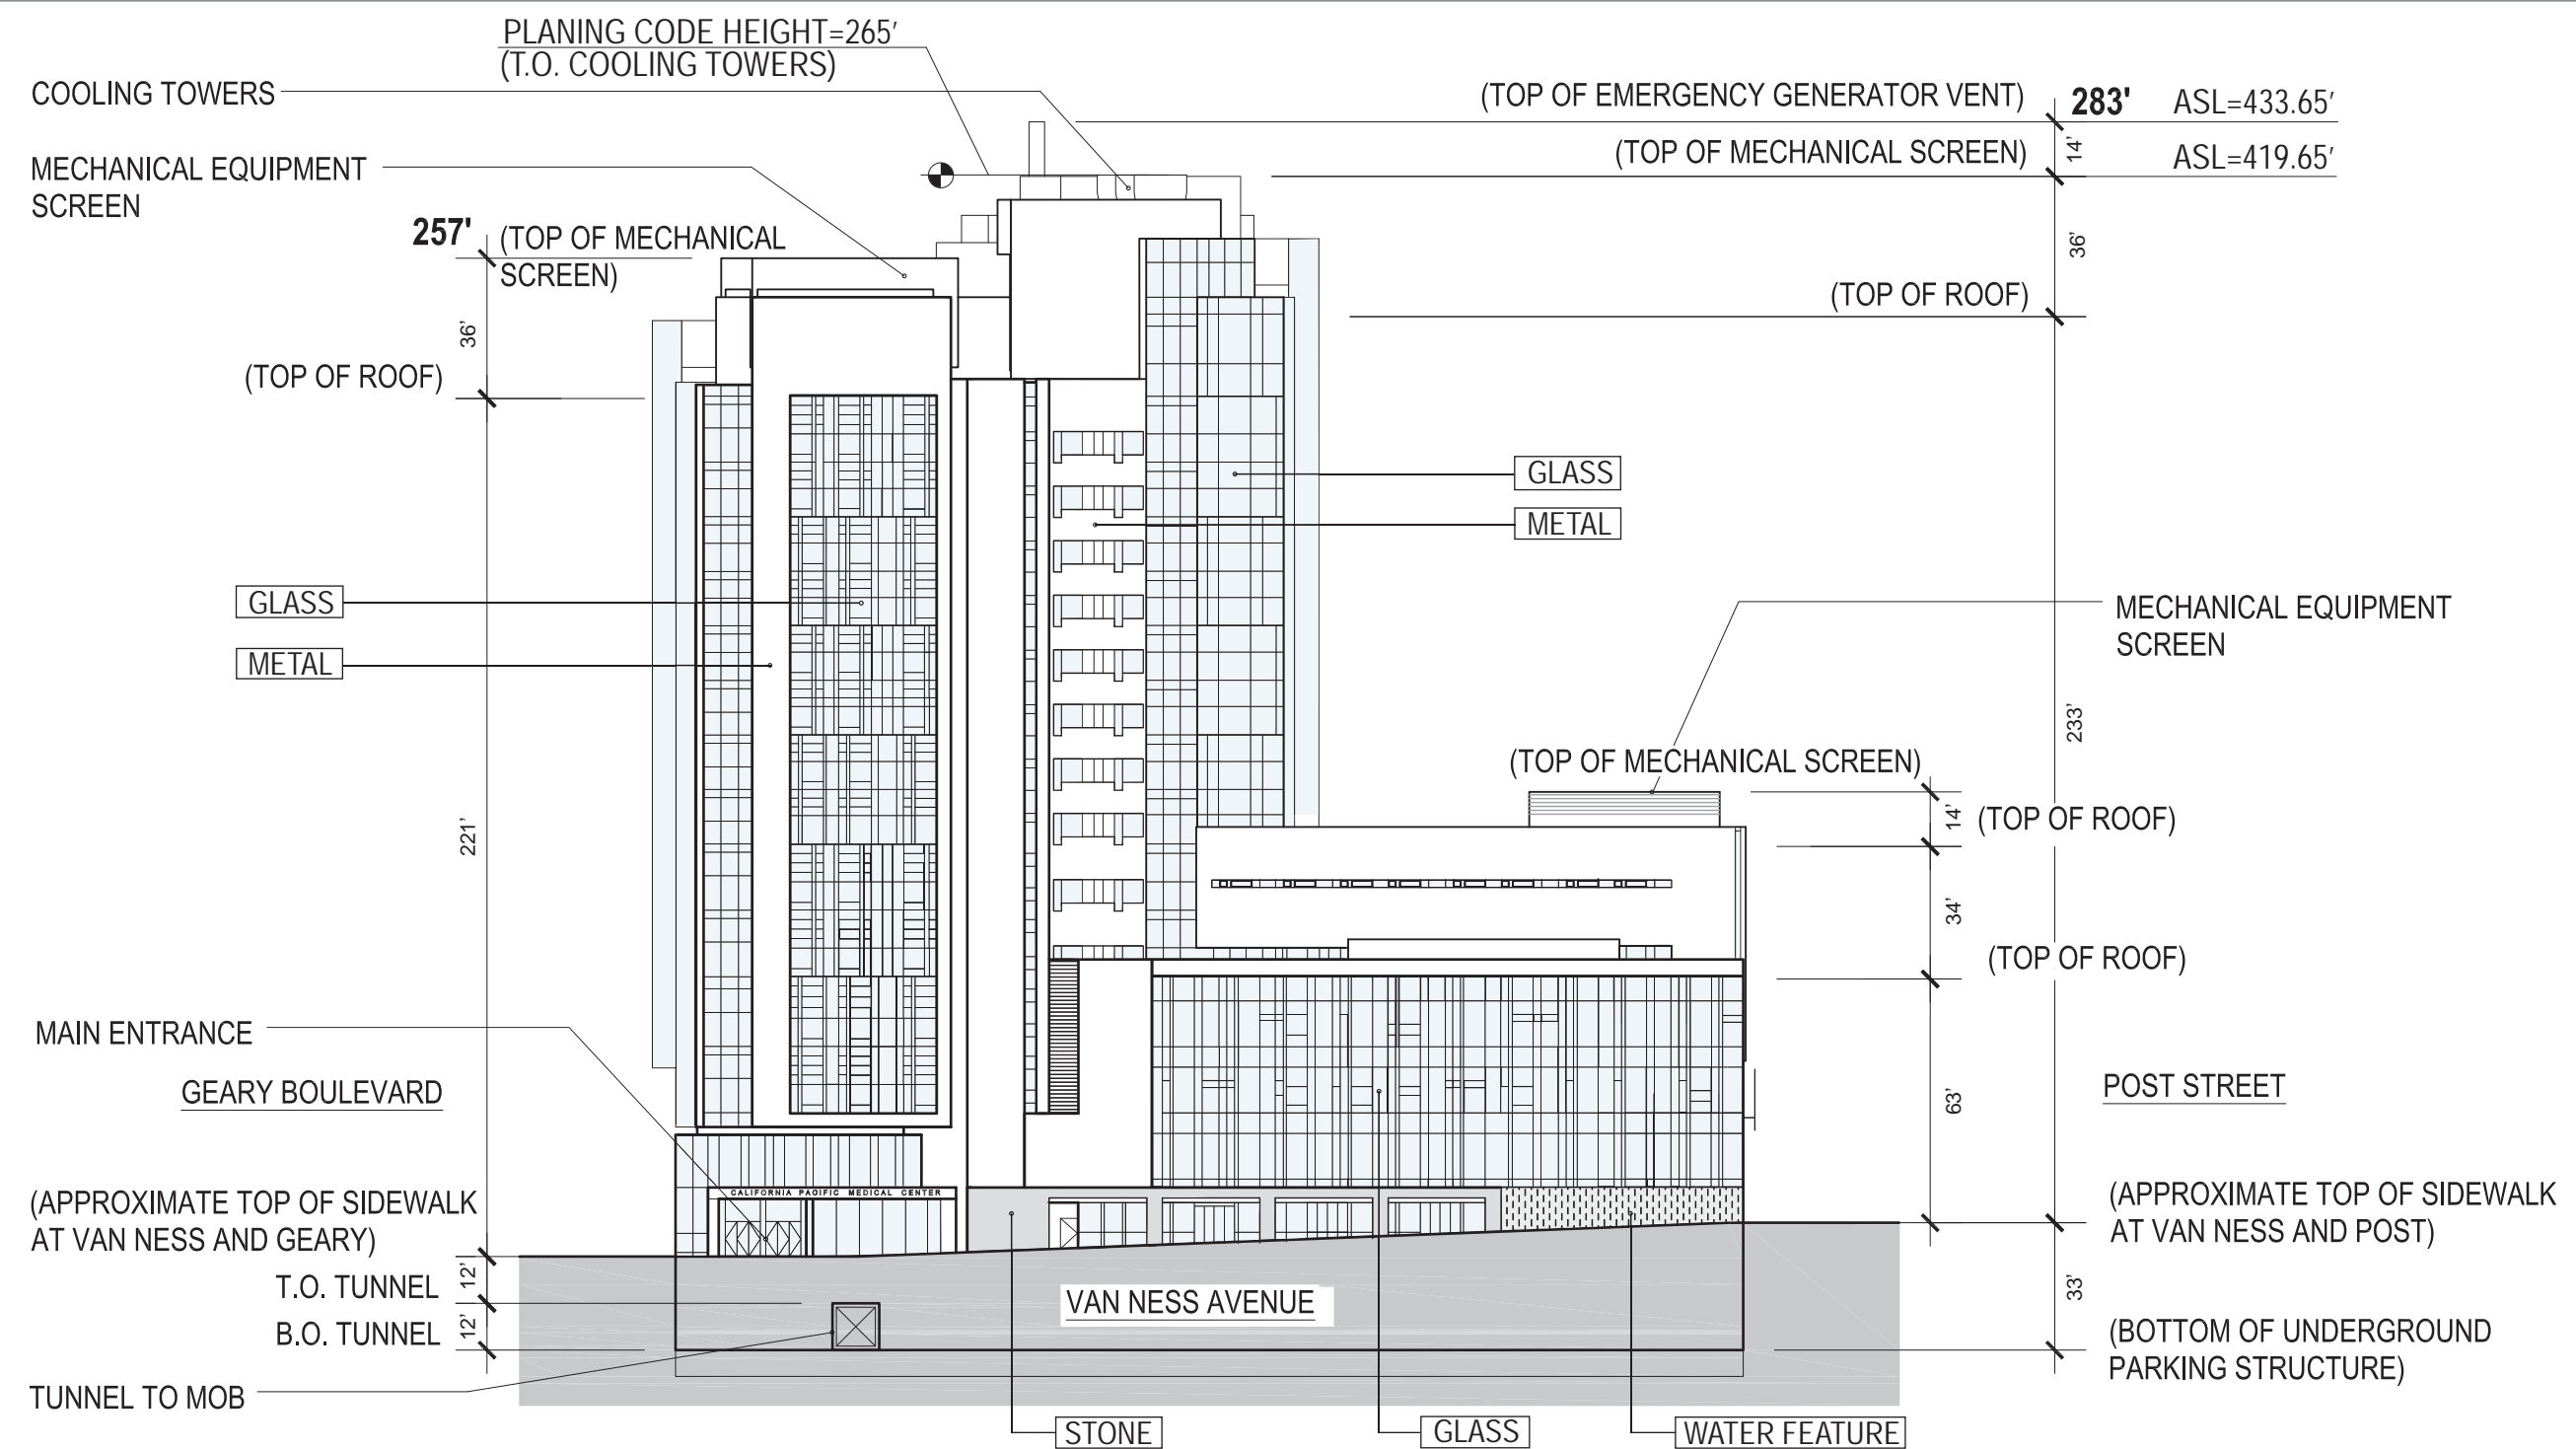 PLANING CODE HEIGHT=265'
(T.O. COOLING TOWERS)
COOLING TOWERS
(TOP OF EMERGENCY GENERATOR VENT)
283'
ASL=433.65'
14'
MECHANICAL EQUIPMENT
SCREEN
(TOP OF MECHANICAL SCREEN)
ASL=419.65'
257'
(TOP OF MECHANICAL
SCREEN)
36'
36'
(TOP OF ROOF)
(TOP OF ROOF)
GLASS
METAL
GLASS
METAL
MECHANICAL EQUIPMENT
SCREEN
233'
(TOP OF MECHANICAL SCREEN)
14'
(TOP OF ROOF)
221'
34'
(TOP OF ROOF)
MAIN ENTRANCE
GEARY BOULEVARD
63'
POST STREET
CALIFORNIA PACIFIC MEDICAL CENTER
(APPROXIMATE TOP OF SIDEWALK
AT VAN NESS AND GEARY)
(APPROXIMATE TOP OF SIDEWALK
AT VAN NESS AND POST)
12'
T.O. TUNNEL
VAN NESS AVENUE
33'
12'
B.O. TUNNEL
(BOTTOM OF UNDERGROUND
PARKING STRUCTURE)
TUNNEL TO MOB
STONE
GLASS
WATER FEATURE